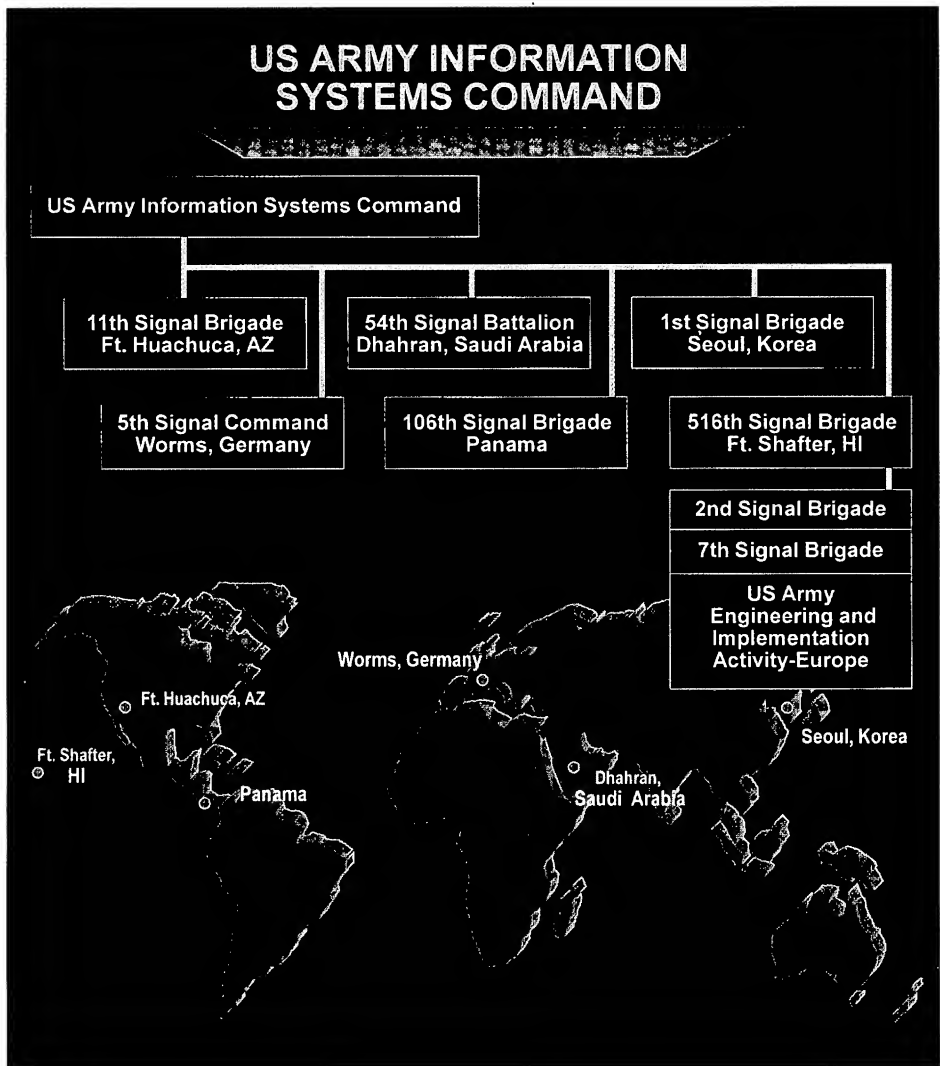 US ARMY INFORMATION
SYSTEMS COMMAND
US Army Information Systems Command
11th Signal Brigade
Ft. Huachuca, AZ
54th Signal Battalion
Dhahran, Saudi Arabia
1st Signal Brigade
Seoul, Korea
5th Signal Command
Worms, Germany
106th Signal Brigade
Panama
516th Signal Brigade
Ft. Shafter, HI
2nd Signal Brigade
7th Signal Brigade
US Army
Engineering and
Implementation
Activity-Europe
Worms, Germany
Ft. Huachuca, AZ
Seoul, Korea
Ft. Shafter,
HI
Dhahran,
Saudi Arabia
Panama